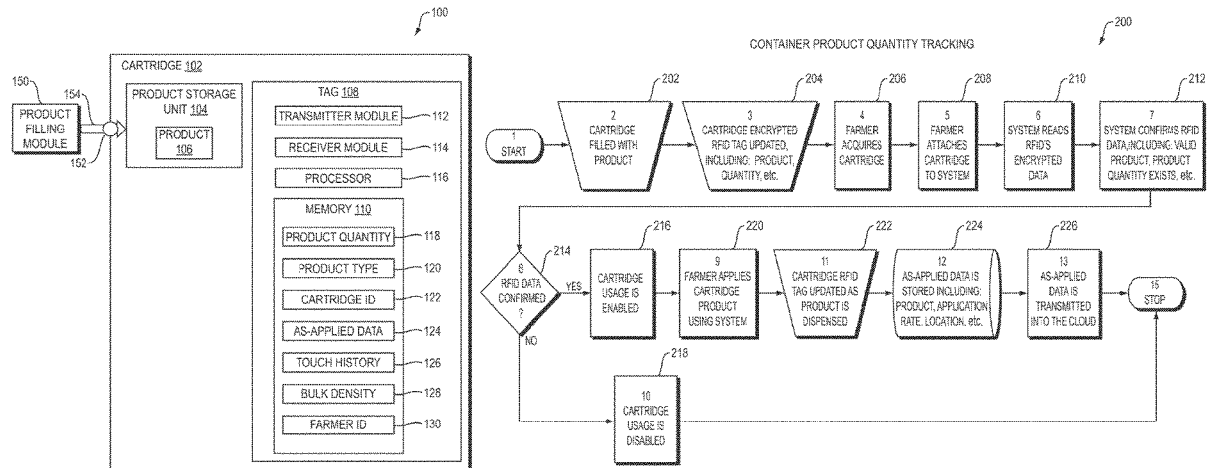 100
CARTRIDGE 102
150
154
PRODUCT
FILLING
MODULE
152
PRODUCT STORAGE
UNIT 104
PRODUCT
106
TAG 108
TRANSMITTER MODULE
112
RECEIVER MODULE
114
PROCESSOR
116
MEMORY 110
PRODUCT QUANTITY
118
PRODUCT TYPE
120
CARTRIDGE ID
122
AS-APPLIED DATA
124
TOUCH HISTORY
126
BULK DENSITY
128
FARMER ID
130
200
CONTAINER PRODUCT QUANTITY TRACKING
1
START
202
2
CARTRIDGE
FILLED WITH
PRODUCT
204
3
CARTRIDGE ENCRYPTED
RFID TAG UPDATED,
INCLUDING: PRODUCT,
QUANTITY, etc.
206
4
FARMER
ACQUIRES
CARTRIDGE
208
5
FARMER
ATTACHES
CARTRIDGE
TO SYSTEM
210
6
SYSTEM READS
RFID'S
ENCRYPTED
DATA
212
7
SYSTEM CONFIRMS RFID
DATA,INCLUDING: VALID
PRODUCT, PRODUCT
QUANTITY EXISTS, etc.
214
8
RFID DATA
CONFIRMED
?
YES
NO
216
CARTRIDGE
USAGE IS
ENABLED
220
9
FARMER APPLIES
CARTRIDGE
PRODUCT
USING SYSTEM
222
11
CARTRIDGE RFID
TAG UPDATED AS
PRODUCT IS
DISPENSED
224
12
AS-APPLIED DATA IS
STORED INCLUDING:
PRODUCT, APPLICATION
RATE, LOCATION, etc.
226
13
AS-APPLIED
DATA IS
TRANSMITTED
INTO THE CLOUD
15
STOP
218
10
CARTRIDGE
USAGE IS
DISABLED